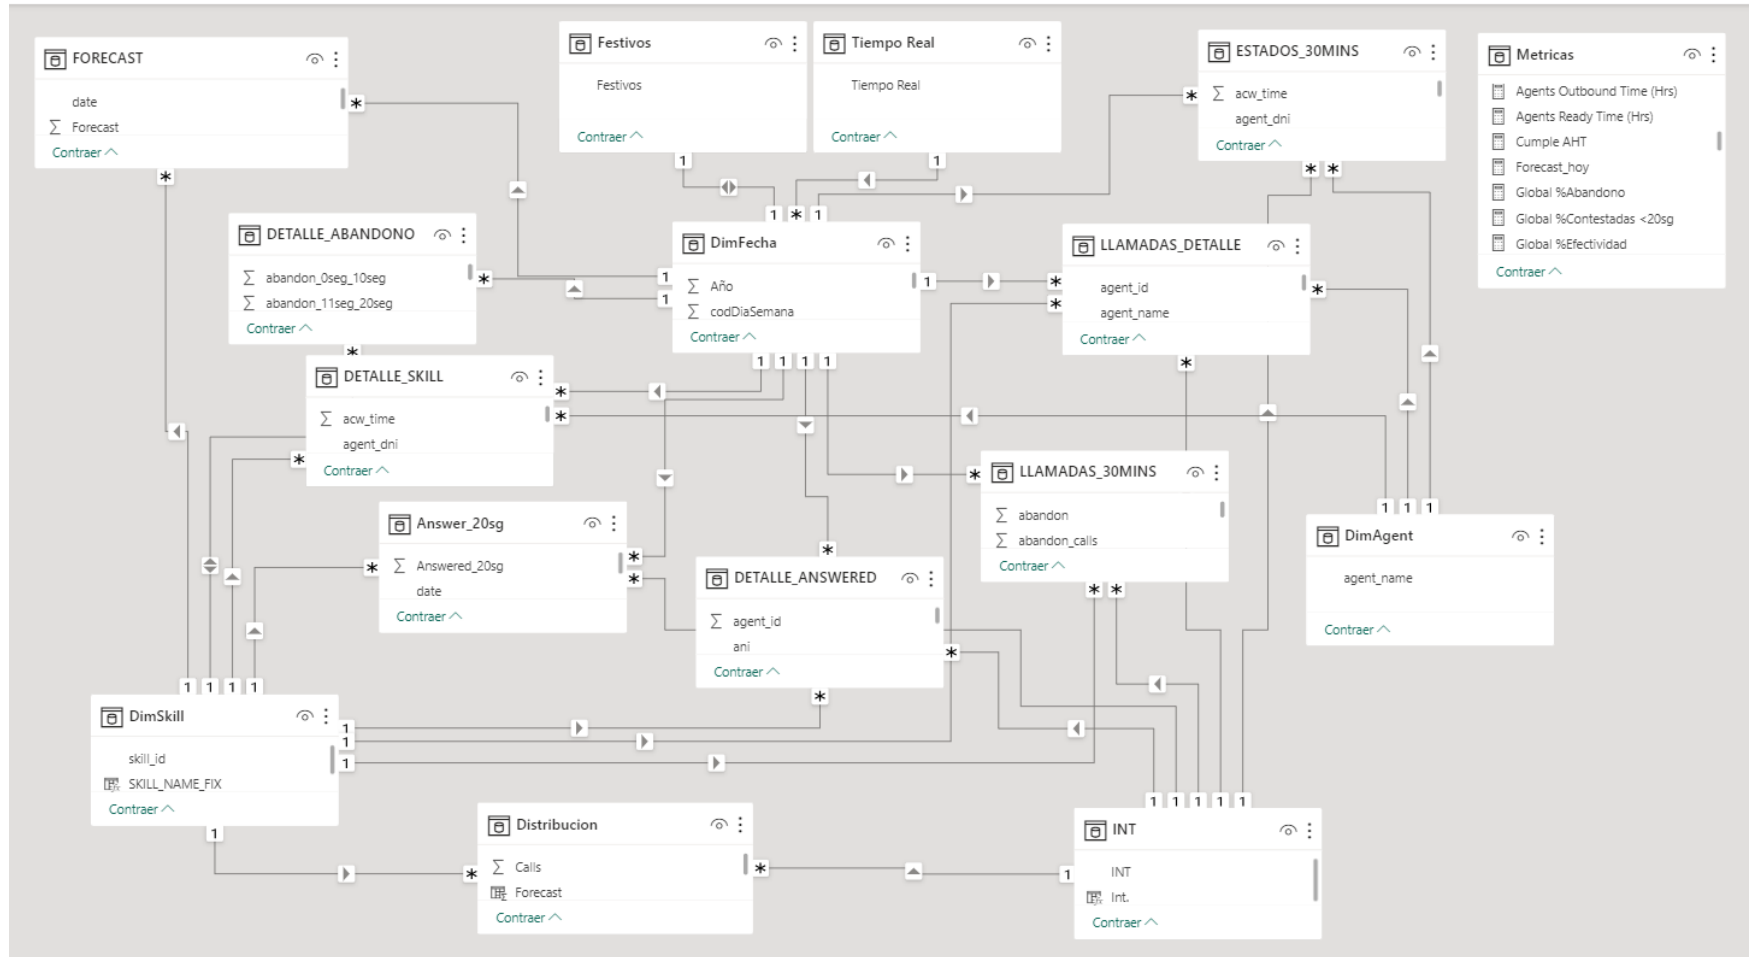 FORECAST
date
Forecast
Contraer
Festivos
Festivos
Contraer
Tiempo Real
Tiempo Real
Contraer
ESTADOS_30MINS
acw_time
agent_dni
Contraer
Metricas
Agents Outbound Time (Hrs)
Agents Ready Time (Hrs)
Cumple AHT
Forecast_hoy
Global %Abandono
Global %Contestadas <20sg
Global %Efectividad
Contraer
DETALLE_ABANDONO
abandon_0seg_10seg
abandon_11seg_20seg
Contraer
DimFecha
Año
codDiaSemana
Contraer
LLAMADAS_DETALLE
agent_id
agent_name
Contraer
DETALLE_SKILL
acw_time
agent_dni
Contraer
LLAMADAS_30MINS
abandon
abandon_calls
Contraer
Answer_20sg
Answered_20sg
date
Contraer
DETALLE_ANSWERED
agent_id
ani
Contraer
DimAgent
agent_name
Contraer
DimSkill
skill_id
SKILL_NAME_FIX
Contraer
Distribucion
Calls
Forecast
Contraer
INT
INT
Int.
Contraer